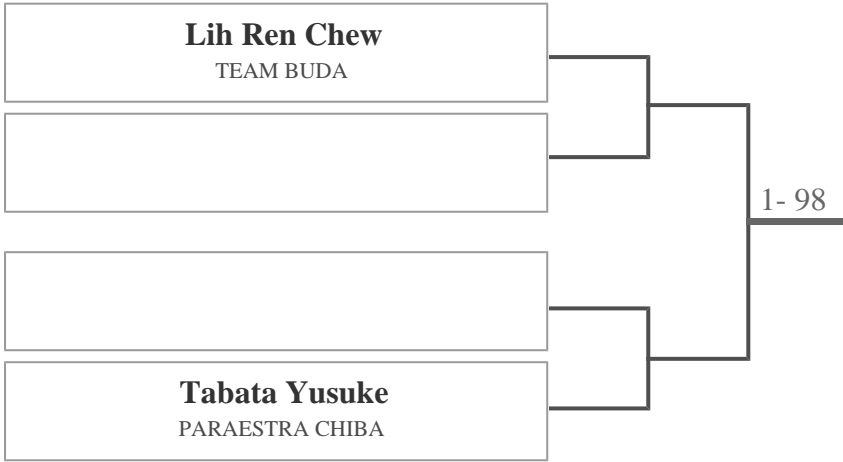 Lih Ren Chew
TEAM BUDA
1- 98
Tabata Yusuke
PARAESTRA CHIBA